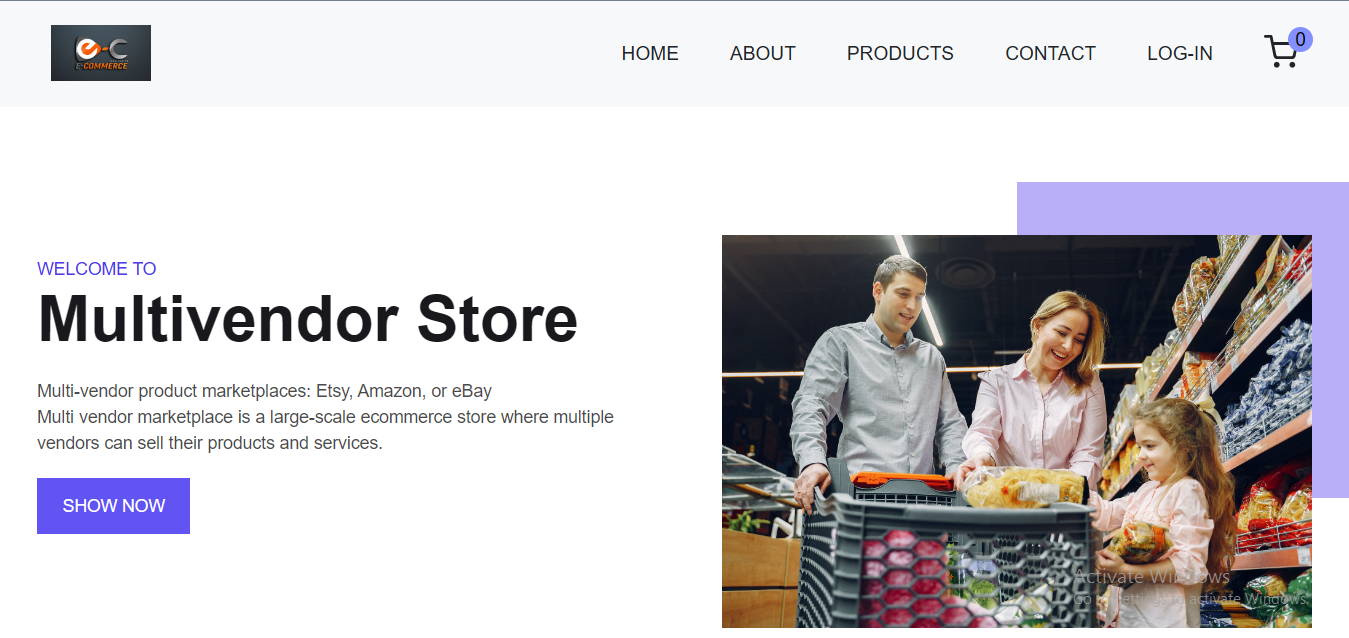 e-C
E-COMMERCE
HOME ABOUT PRODUCTS CONTACT LOG-IN 0
WELCOME TO
Multivendor Store
Multi-vendor product marketplaces: Etsy, Amazon, or eBay
Multi vendor marketplace is a large-scale ecommerce store where multiple
vendors can sell their products and services.
SHOW NOW
Activate Windows
Go to Settings to activate Windows.